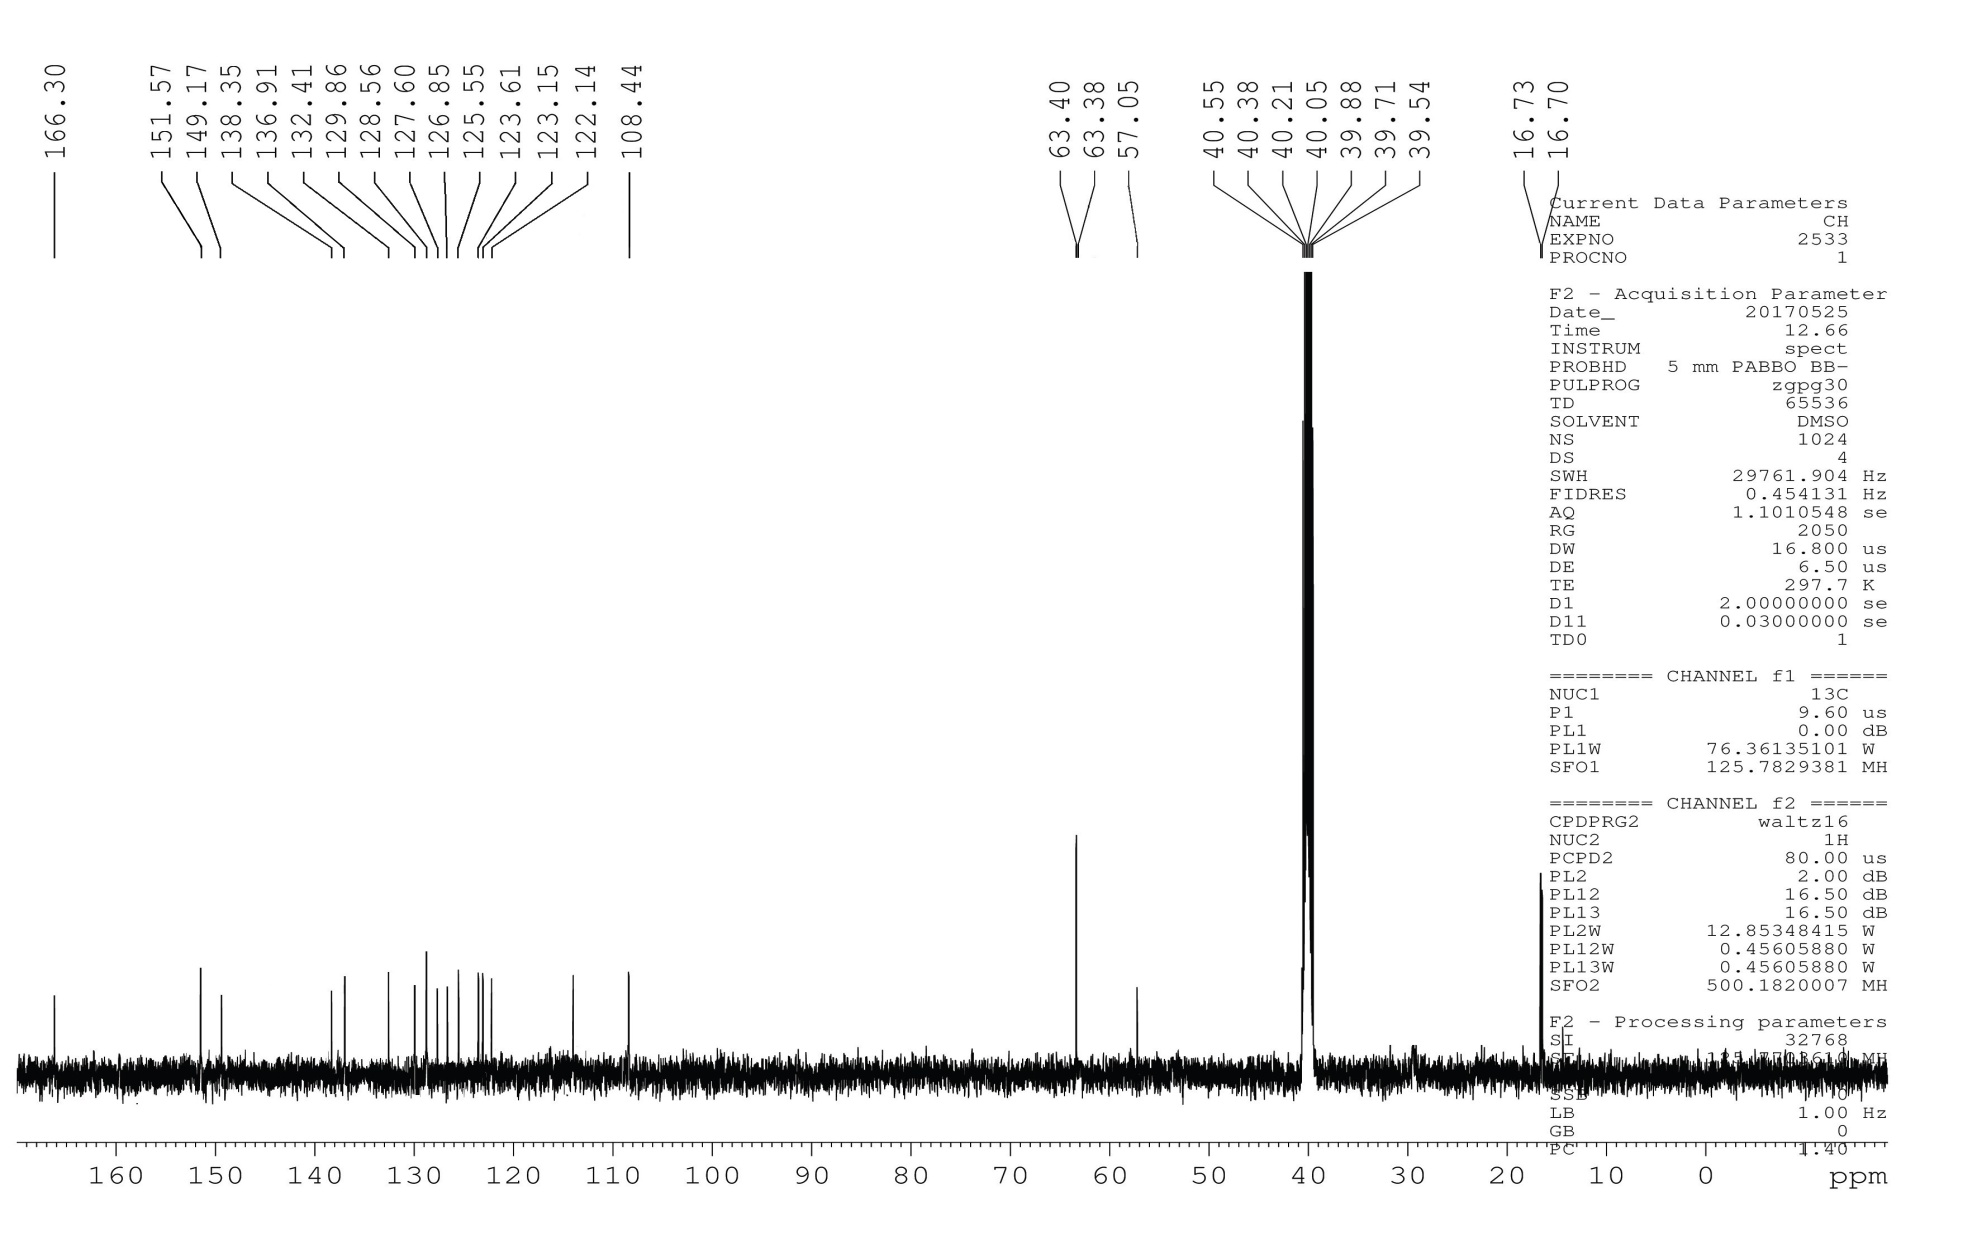 166.30
151.57
149.17
138.35
136.91
132.41
129.86
128.56
127.60
126.85
125.55
123.61
123.15
122.14
108.44
63.40
63.38
57.05
40.55
40.38
40.21
40.05
39.88
39.71
39.54
16.73
16.70
Current Data Parameters
NAME CH
EXPNO 2533
PROCNO 1
F2 - Acquisition Parameter
Date_ 20170525
Time 12.66
INSTRUM spect
PROBHD 5 mm PABBO BB-
PULPROG zgpg30
TD 65536
SOLVENT DMSO
NS 1024
DS 4
SWH 29761.904 Hz
FIDRES 0.454131 Hz
AQ 1.1010548 se
RG 2050
DW 16.800 us
DE 6.50 us
TE 297.7 K
D1 2.00000000 se
D11 0.03000000 se
TD0 1
======== CHANNEL f1 ======
NUC1 13C
P1 9.60 us
PL1 0.00 dB
PL1W 76.36135101 W
SFO1 125.7829381 MH
======== CHANNEL f2 ======
CPDPRG2 waltz16
NUC2 1H
PCPD2 80.00 us
PL2 2.00 dB
PL12 16.50 dB
PL13 16.50 dB
PL2W 12.85348415 W
PL12W 0.45605880 W
PL13W 0.45605880 W
SFO2 500.1820007 MH
F2 - Processing parameters
SI 32768
SF MH
SSB 0
LB 1.00 Hz
GB 0
PC 1.40
160 150 140 130 120 110 100 90 80 70 60 50 40 30 20 10 0 ppm